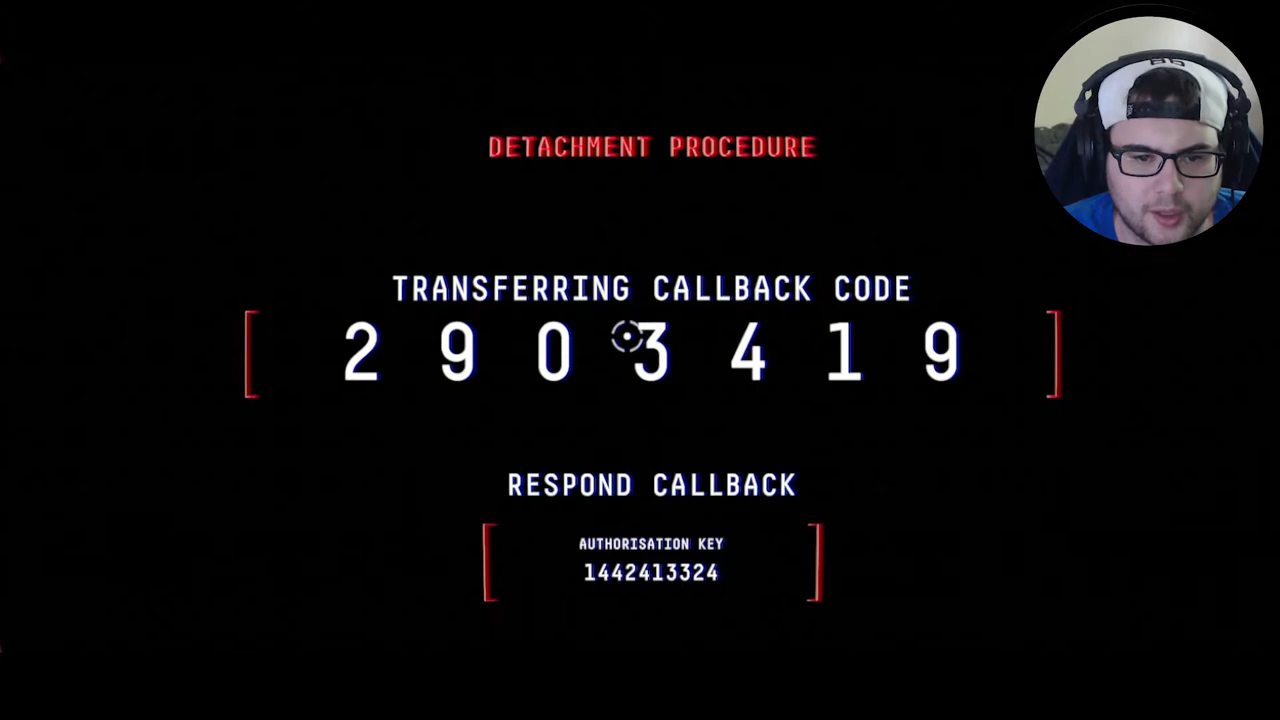 DETACHMENT PROCEDURE
TRANSFERRING CALLBACK CODE
2 9 0 3 4 1 9
RESPOND CALLBACK
AUTHORISATION KEY
1442413324